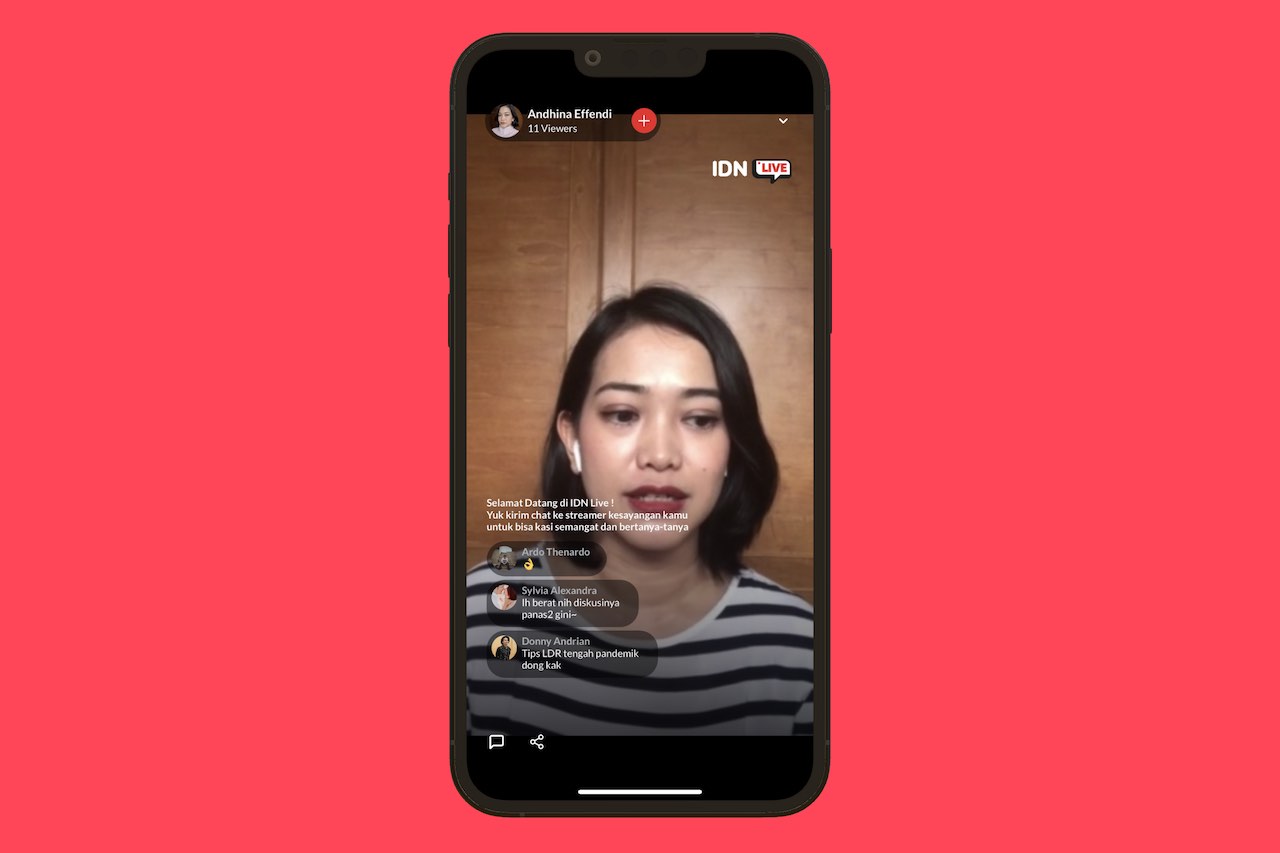 Andhina Effendi
11 Viewers
IDN LIVE
Selamat Datang di IDN Live !
Yuk kirim chat ke streamer kesayangan kamu
untuk bisa kasi semangat dan bertanya-tanya
Ardo Thenardo
👌
Sylvia Alexandra
Ih berat nih diskusinya
panas2 gini~
Donny Andrian
Tips LDR tengah pandemik
dong kak